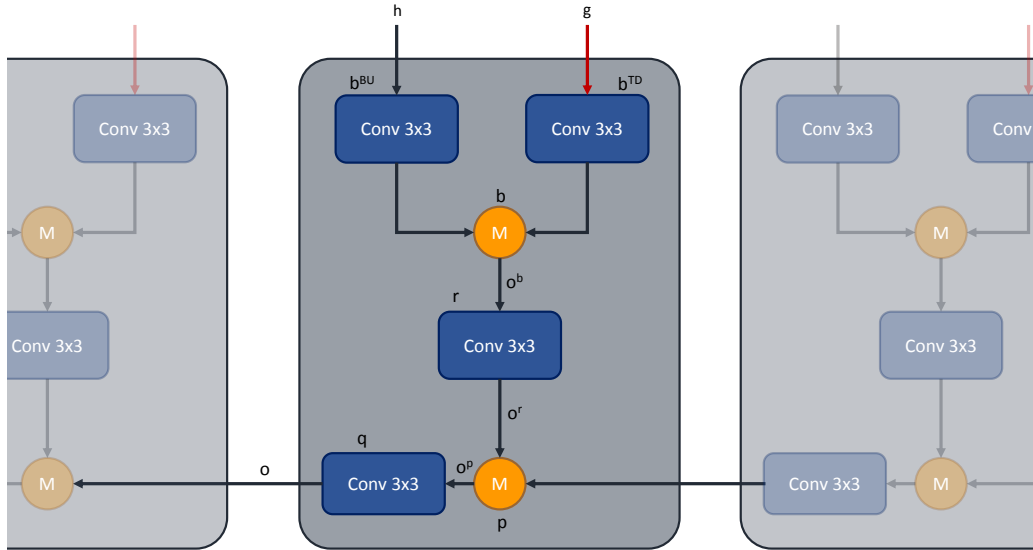 h
g
b^BU
b^TD
Conv 3x3
Conv 3x3
Conv 3x3
Conv 3x3
Conv
b
M
M
M
o^b
r
Conv 3x3
Conv 3x3
Conv 3x3
o^r
q
o
o^p
M
Conv 3x3
M
Conv 3x3
M
p